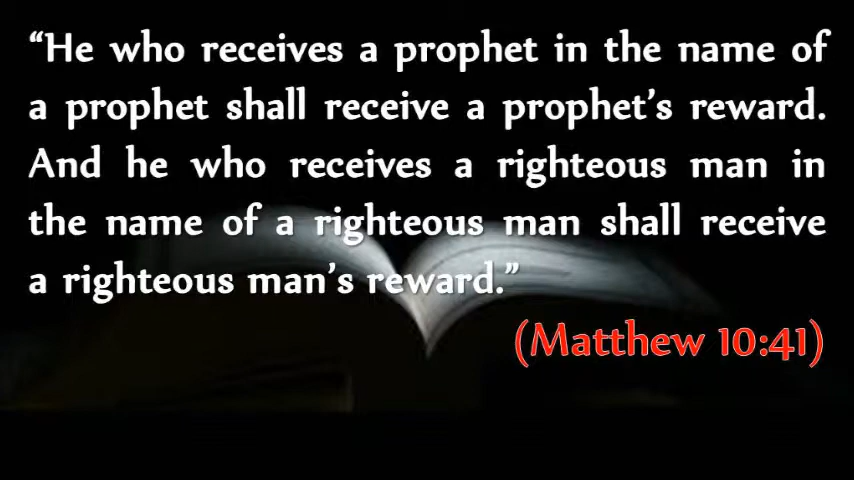 “He who receives a prophet in the name of
a prophet shall receive a prophet’s reward.
And he who receives a righteous man in
the name of a righteous man shall receive
a righteous man’s reward.”
(Matthew 10:41)